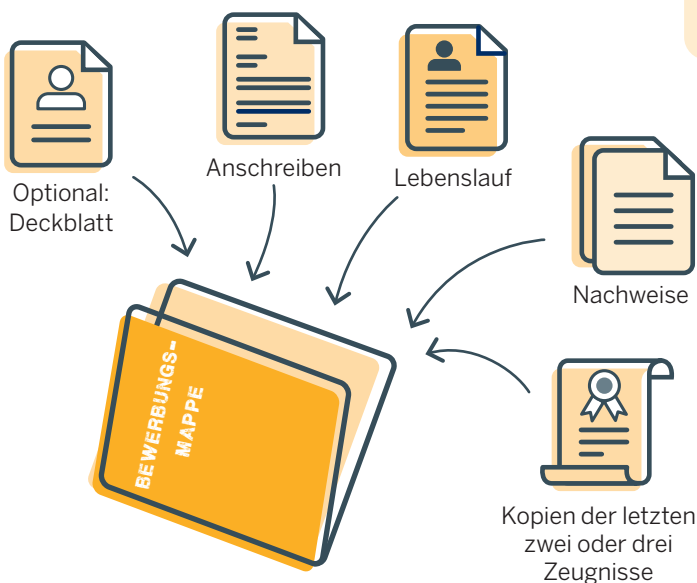 Optional:
Deckblatt
Anschreiben
Lebenslauf
Nachweise
BEWERBUNGS-
MAPPE
Kopien der letzten
zwei oder drei
Zeugnisse